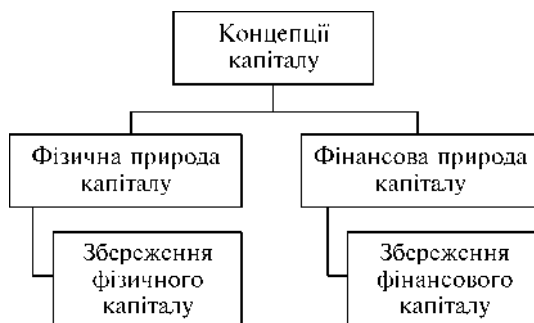 Концепції
капіталу
Фізична природа
капіталу
Фінансова природа
капіталу
Збереження
фізичного
капіталу
Збереження
фінансового
капіталу